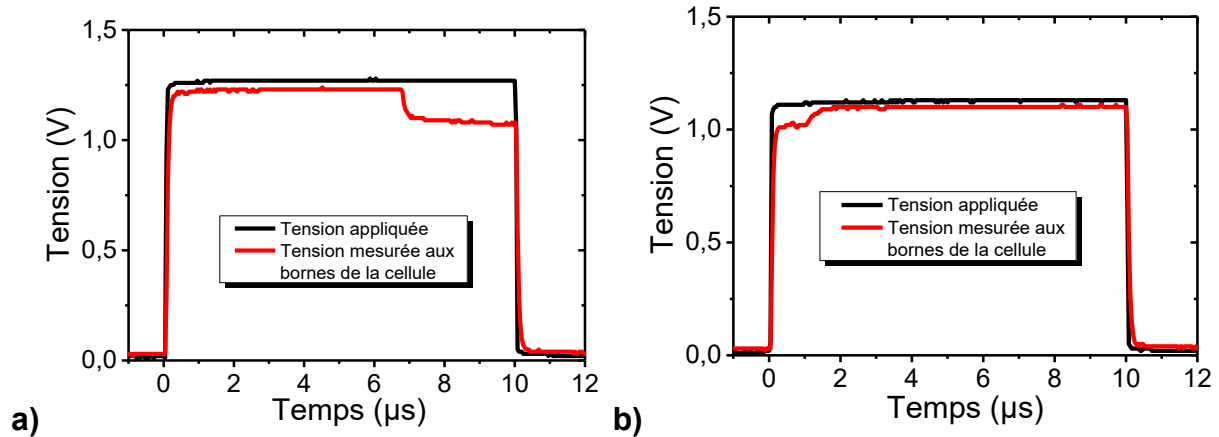 1,5
1,0
0,5
0,0
Tension (V)
Tension appliquée
Tension mesurée aux
bornes de la cellule
0 2 4 6 8 10 12
Temps (µs)
a)
1,5
1,0
0,5
0,0
Tension (V)
Tension appliquée
Tension mesurée aux
bornes de la cellule
0 2 4 6 8 10 12
Temps (µs)
b)